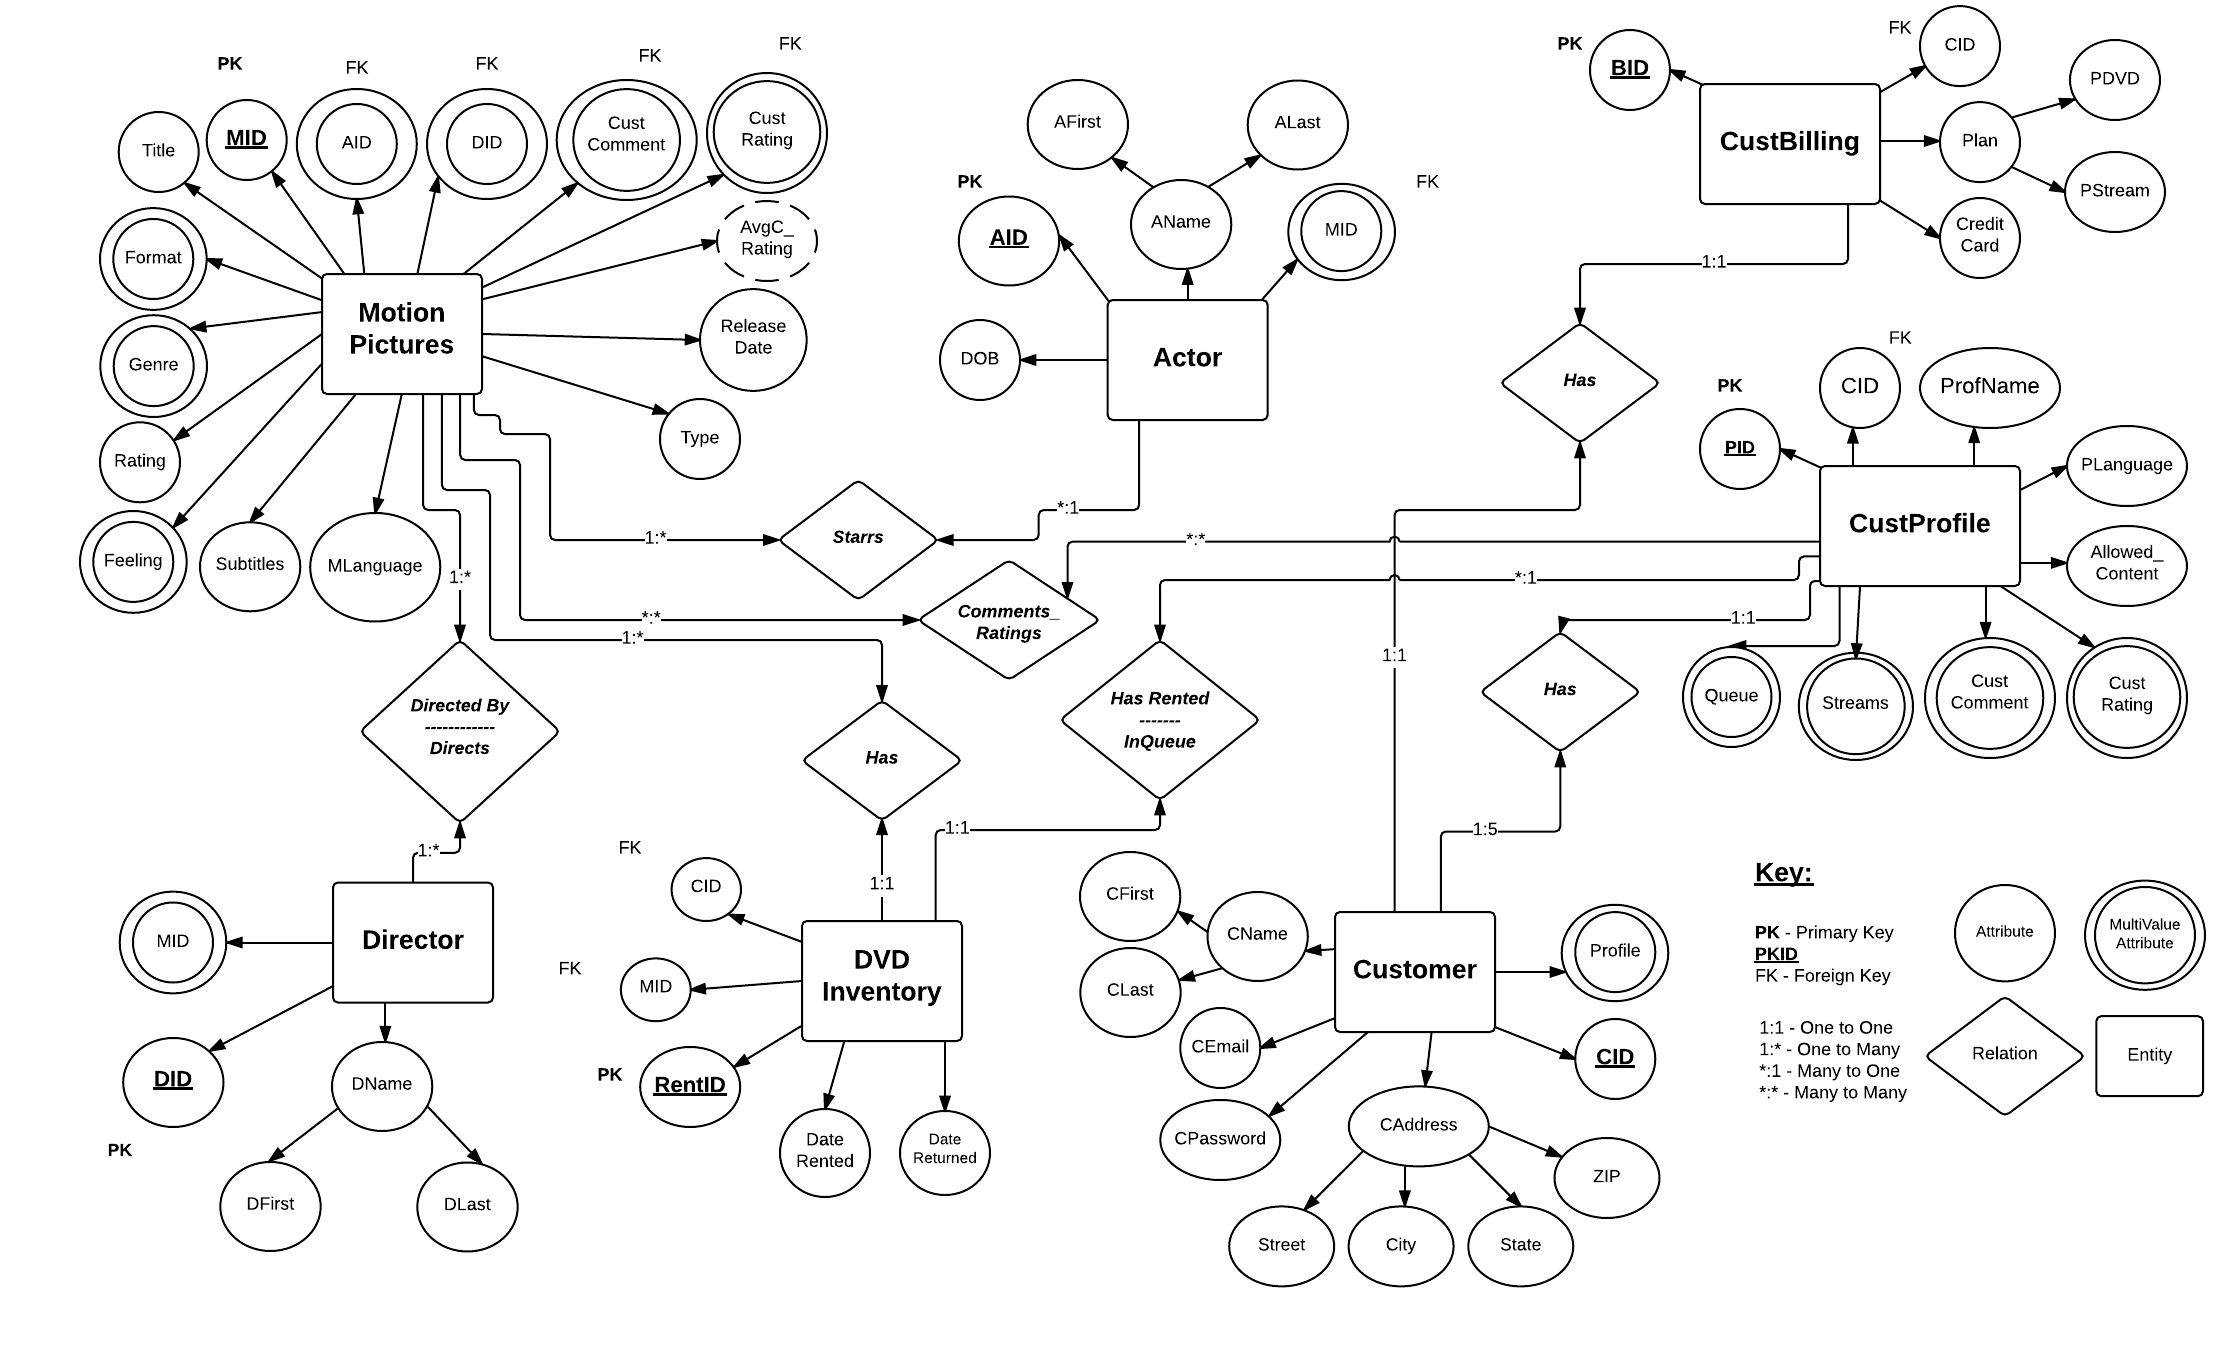 PK
FK
FK
FK
FK
Title
MID
AID
DID
Cust
Comment
Cust
Rating
AvgC_
Rating
Format
Genre
Rating
Feeling
Subtitles
MLanguage
Release
Date
Type
Motion
Pictures
AFirst
ALast
PK
AID
AName
MID
FK
DOB
Actor
PK
BID
FK
CID
PDVD
Plan
PStream
Credit
Card
CustBilling
1:1
Has
FK
PK
PID
CID
ProfName
PLanguage
Allowed_
Content
CustProfile
Queue
Streams
Cust
Comment
Cust
Rating
1:*
Starrs
*:1
*:*
*:1
1:1
1:*
*:*
1:*
Comments_
Ratings
1:1
Directed By
------------
Directs
Has
Has Rented
-------
InQueue
Has
1:*
1:1
1:1
1:5
MID
Director
DID
PK
DName
DFirst
DLast
FK
CID
FK
MID
PK
RentID
DVD
Inventory
Date
Rented
Date
Returned
CFirst
CName
CLast
CEmail
CPassword
Customer
Profile
CID
CAddress
ZIP
Street
City
State
Key:
PK - Primary Key
PKID
FK - Foreign Key
1:1 - One to One
1:* - One to Many
*:1 - Many to One
*:* - Many to Many
Attribute
MultiValue
Attribute
Relation
Entity